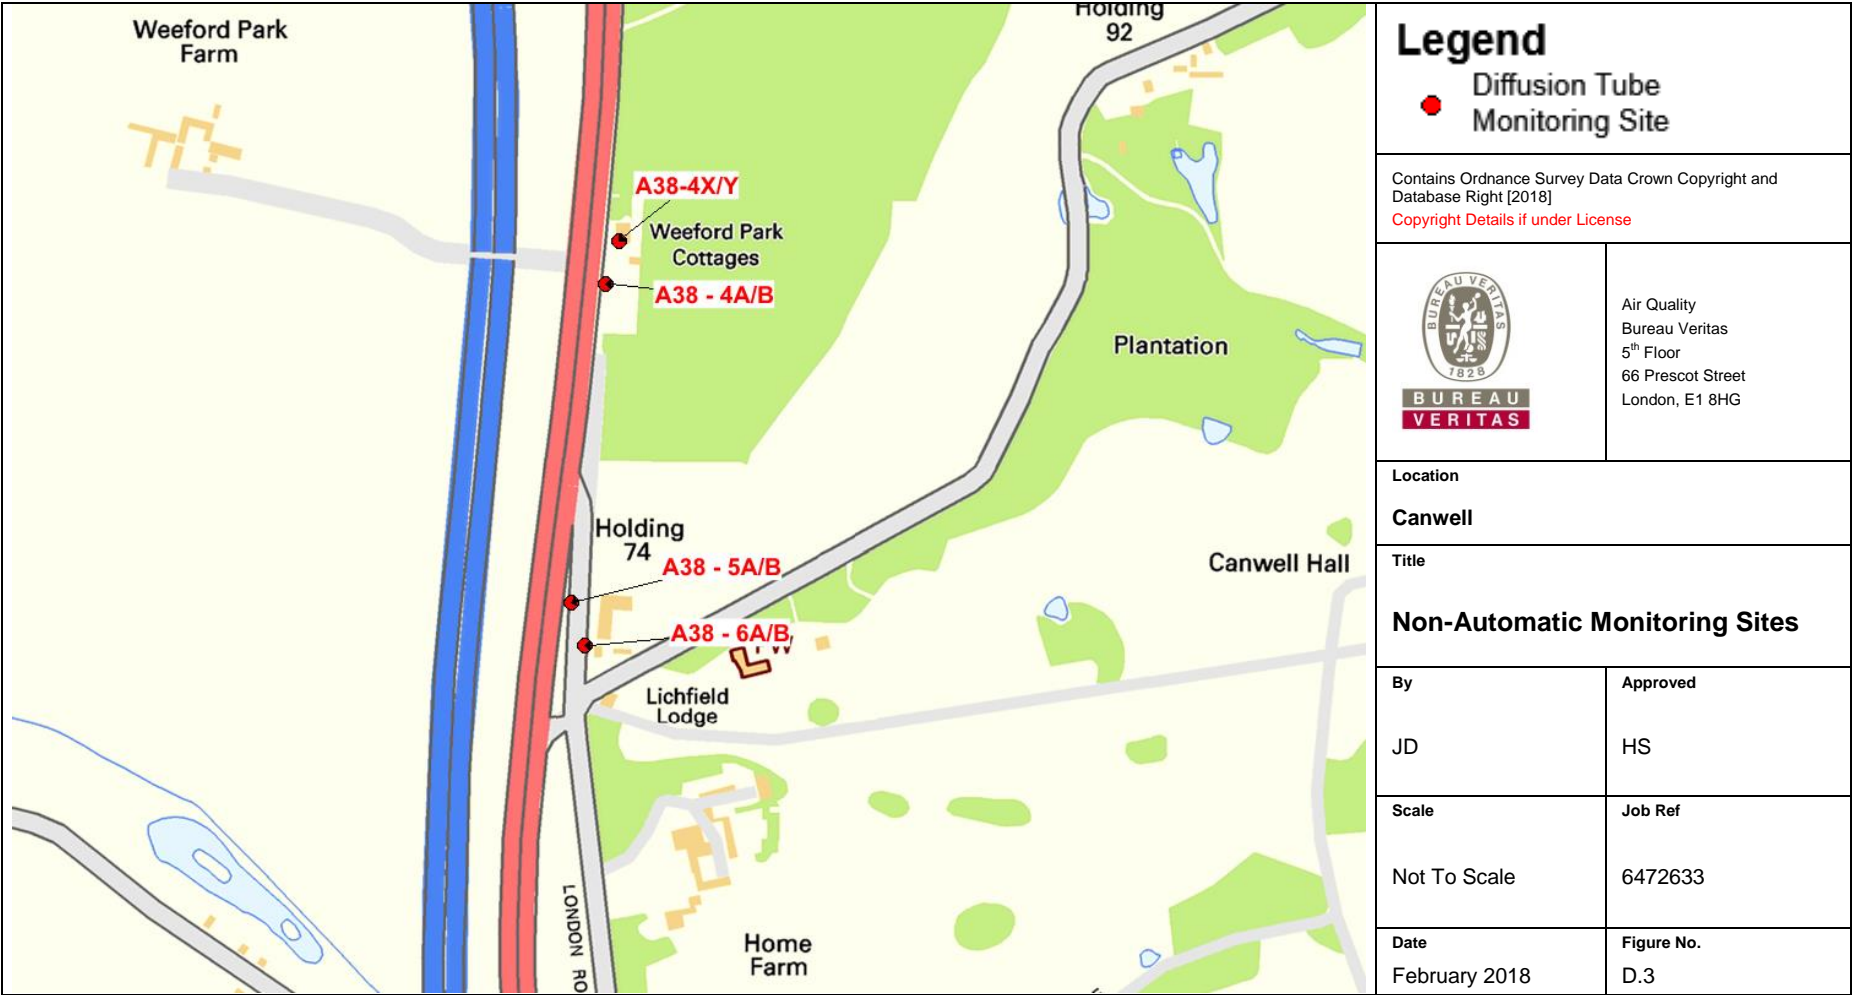 Weeford Park
Farm
Holding
92
A38-4X/Y
Weeford Park
Cottages
A38 - 4A/B
Plantation
Holding
74
A38 - 5A/B
Canwell Hall
A38 - 6A/B
Lichfield
Lodge
LONDON RO
Home
Farm
Legend
Diffusion Tube
Monitoring Site
Contains Ordnance Survey Data Crown Copyright and
Database Right [2018]
Copyright Details if under License
BUREAU VERITAS
1828
BUREAU
VERITAS
Air Quality
Bureau Veritas
5th Floor
66 Prescot Street
London, E1 8HG
Location
Canwell
Title
Non-Automatic Monitoring Sites
By
Approved
JD
HS
Scale
Job Ref
Not To Scale
6472633
Date
Figure No.
February 2018
D.3